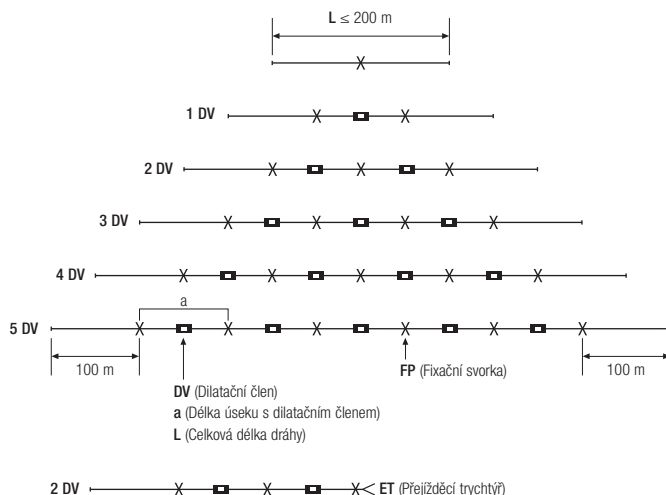 L ≤ 200 m
1 DV
2 DV
3 DV
4 DV
a
5 DV
100 m
FP (Fixační svorka)
100 m
DV (Dilatační člen)
a (Délka úseku s dilatačním členem)
L (Celková délka dráhy)
2 DV
ET (Přejížděcí trychtýř)